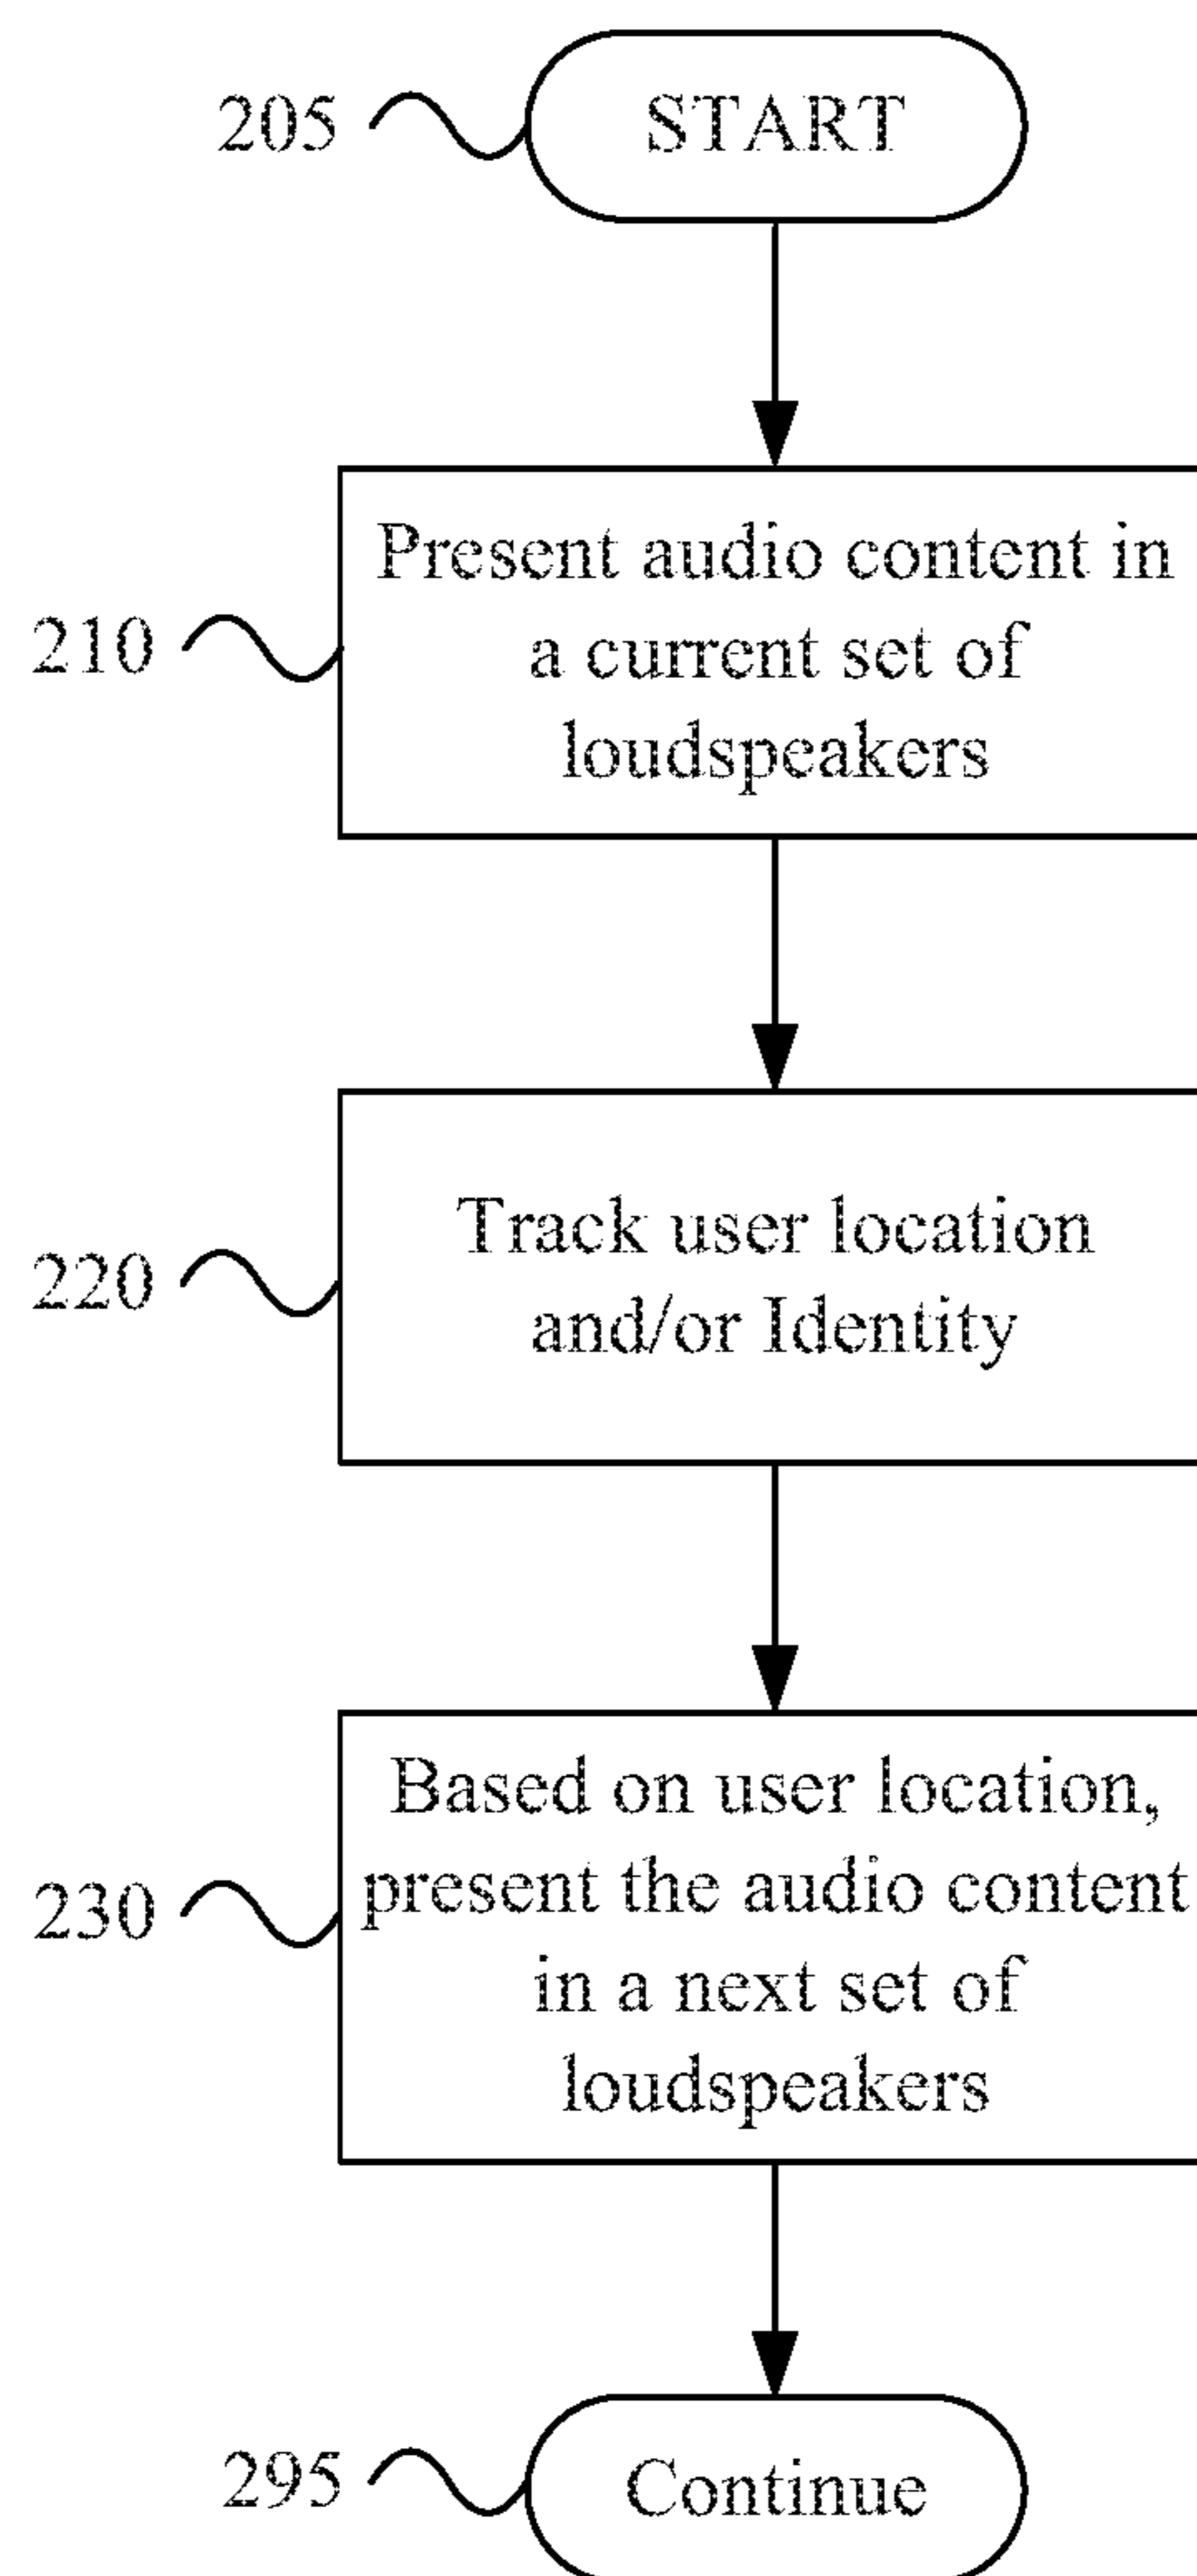 205
START
210
Present audio content in
a current set of
loudspeakers
220
Track user location
and/or Identity
230
Based on user location,
present the audio content
in a next set of
loudspeakers
295
Continue